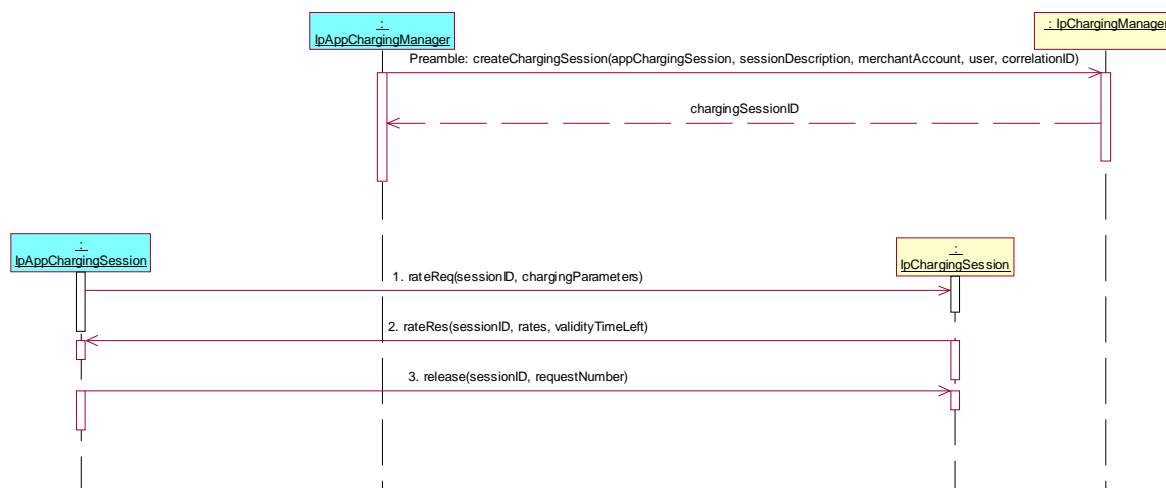 :
IpAppChargingManager
: IpChargingManager
Preamble: createChargingSession(appChargingSession, sessionDescription, merchantAccount, user, correlationID)
chargingSessionID
:
IpAppChargingSession
:
IpChargingSession
1. rateReq(sessionID, chargingParameters)
2. rateRes(sessionID, rates, validityTimeLeft)
3. release(sessionID, requestNumber)